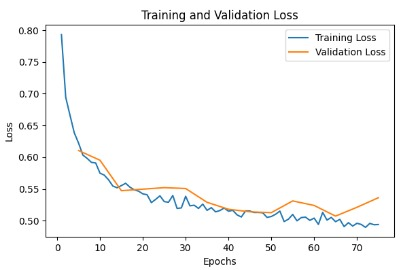 Training and Validation Loss
Training Loss
Validation Loss
0.80
0.75
0.70
0.65
0.60
0.55
0.50
Loss
0 10 20 30 40 50 60 70
Epochs